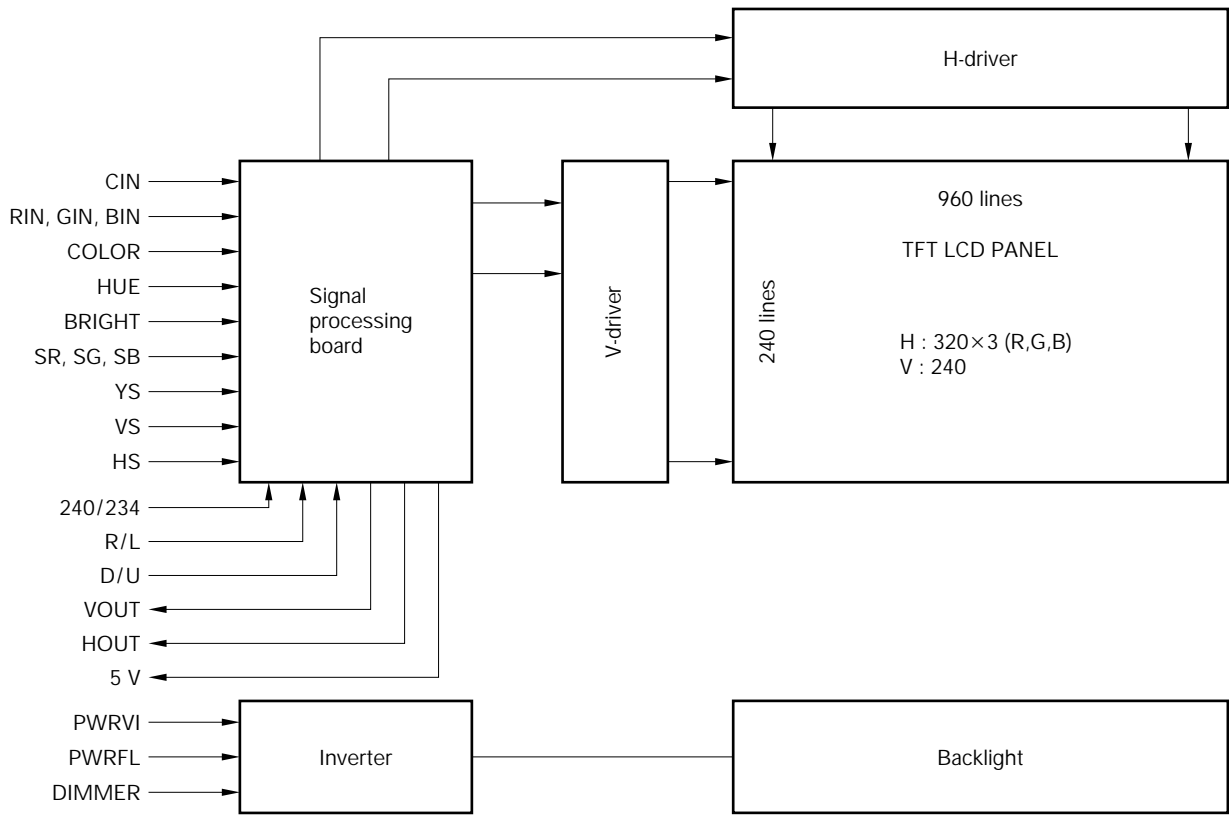 H-driver
CIN
RIN, GIN, BIN
COLOR
HUE
BRIGHT
SR, SG, SB
YS
VS
HS
240/234
R/L
D/U
VOUT
HOUT
5 V
Signal
processing
board
V-driver
960 lines
TFT LCD PANEL
240 lines
H : 320×3 (R,G,B)
V : 240
PWRVI
PWRFL
DIMMER
Inverter
Backlight